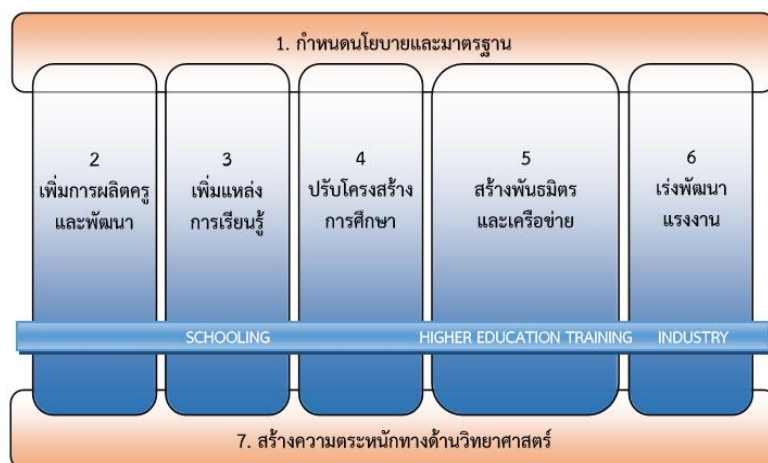 1. กำหนดนโยบายและมาตรฐาน
2
เพิ่มการผลิตครู
และพัฒนา
3
เพิ่มแหล่ง
การเรียนรู้
4
ปรับโครงสร้าง
การศึกษา
5
สร้างพันธมิตร
และเครือข่าย
6
เร่งพัฒนา
แรงงาน
SCHOOLING
HIGHER EDUCATION TRAINING
INDUSTRY
7. สร้างความตระหนักทางด้านวิทยาศาสตร์